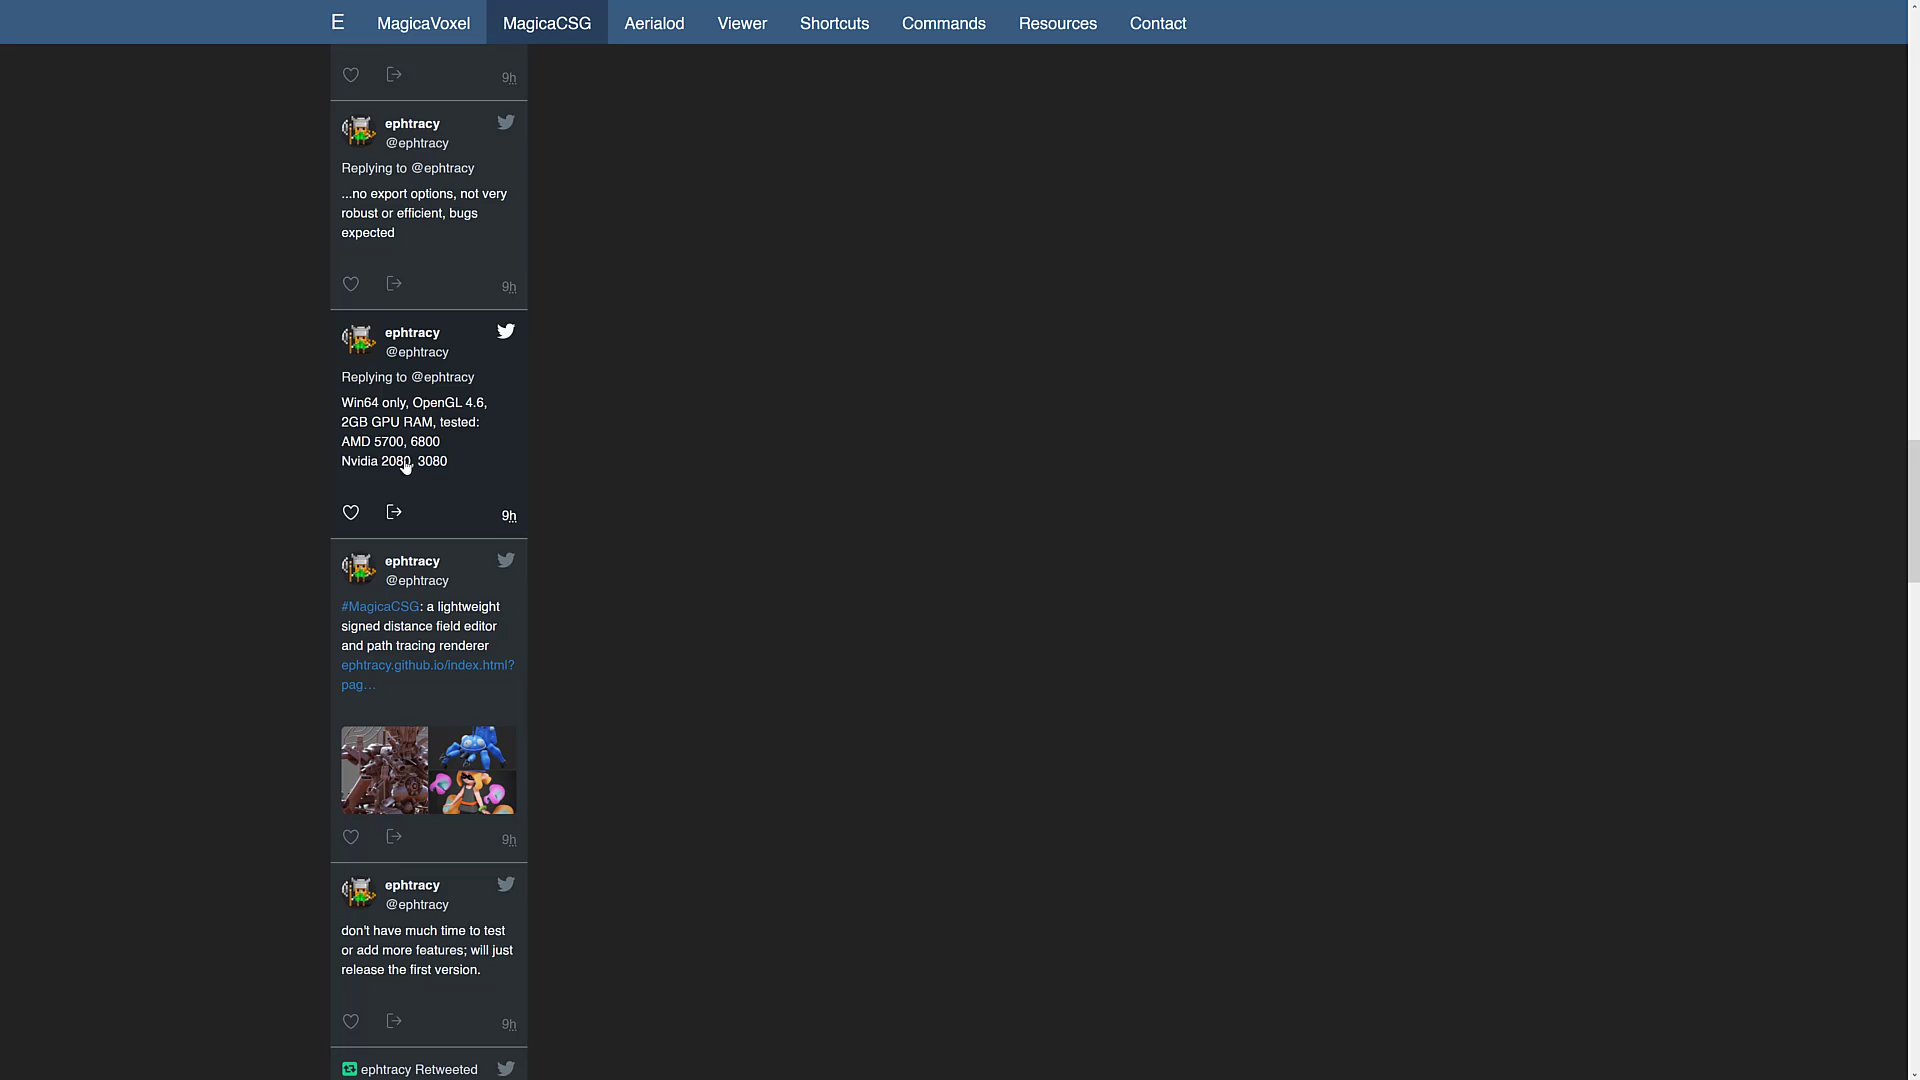 E MagicaVoxel MagicaCSG Aerialod Viewer Shortcuts Commands Resources Contact
9h
ephtracy
@ephtracy
Replying to @ephtracy
...no export options, not very
robust or efficient, bugs
expected
9h
ephtracy
@ephtracy
Replying to @ephtracy
Win64 only, OpenGL 4.6,
2GB GPU RAM, tested:
AMD 5700, 6800
Nvidia 2080, 3080
9h
ephtracy
@ephtracy
#MagicaCSG: a lightweight
signed distance field editor
and path tracing renderer
ephtracy.github.io/index.html?
pag…
9h
ephtracy
@ephtracy
don't have much time to test
or add more features; will just
release the first version.
9h
ephtracy Retweeted